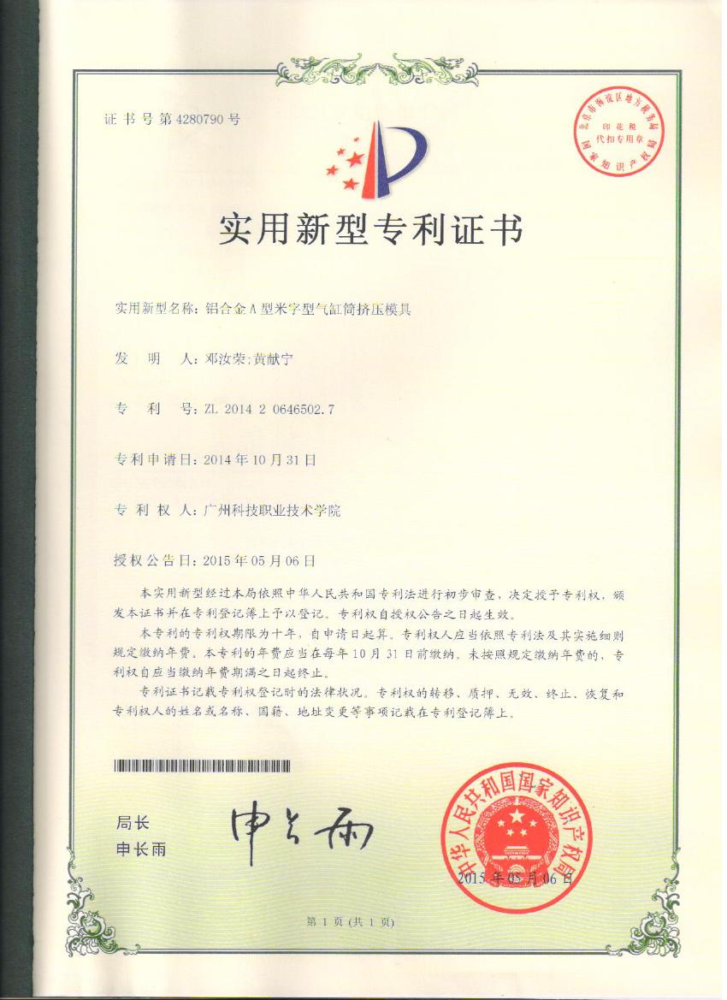 证书号第4280790号
北京市海淀区地方税务局
印花税
代扣专用章
国家知识产权局
实用新型专利证书
实用新型名称：铝合金A型米字型气缸筒挤压模具
发明人：邓汝荣;黄献宁
专利号：ZL 2014 2 0646502.7
专利申请日：2014年10月31日
专利权人：广州科技职业技术学院
授权公告日：2015年05月06日
本实用新型经过本局依照中华人民共和国专利法进行初步审查，决定授予专利权，颁
发本证书并在专利登记簿上予以登记。专利权自授权公告之日起生效。
本专利的专利权期限为十年，自申请日起算。专利权人应当依照专利法及其实施细则
规定缴纳年费。本专利的年费应当在每年10月31日前缴纳。未按照规定缴纳年费的，专
利权自应当缴纳年费期满之日起终止。
专利证书记载专利权登记时的法律状况。专利权的转移、质押、无效、终止、恢复和
专利权人的姓名或名称、国籍、地址变更等事项记载在专利登记簿上。
局长
申长雨
申长雨
中华人民共和国国家知识产权局
2015年05月06日
第1页(共1页)